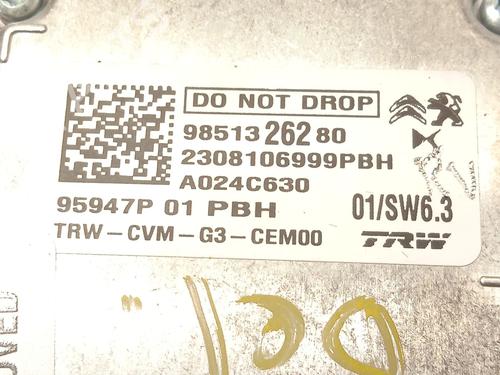 DO NOT DROP
98513 262 80
2308106999PBH
A024C630
95947P 01 PBH
01/SW6.3
TRW-CVM-G3-CEM00
TRW